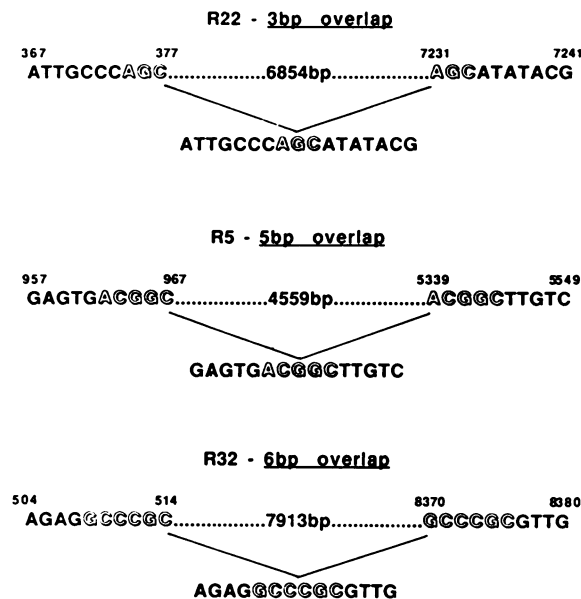 R22 - 3bp overlap
367 377 7231 7241
ATTGCCCAGC......................6854bp......................AGCATATACG
ATTGCCCAGCATATACG
R5 - 5bp overlap
957 967 5339 5549
GAGTGACGGC......................4559bp......................ACGGCTTGTC
GAGTGACGGCTTGTC
R32 - 6bp overlap
504 514 8370 8380
AGAGGCCCGC......................7913bp......................GCCCGCGTTG
AGAGGCCCGCGTTG